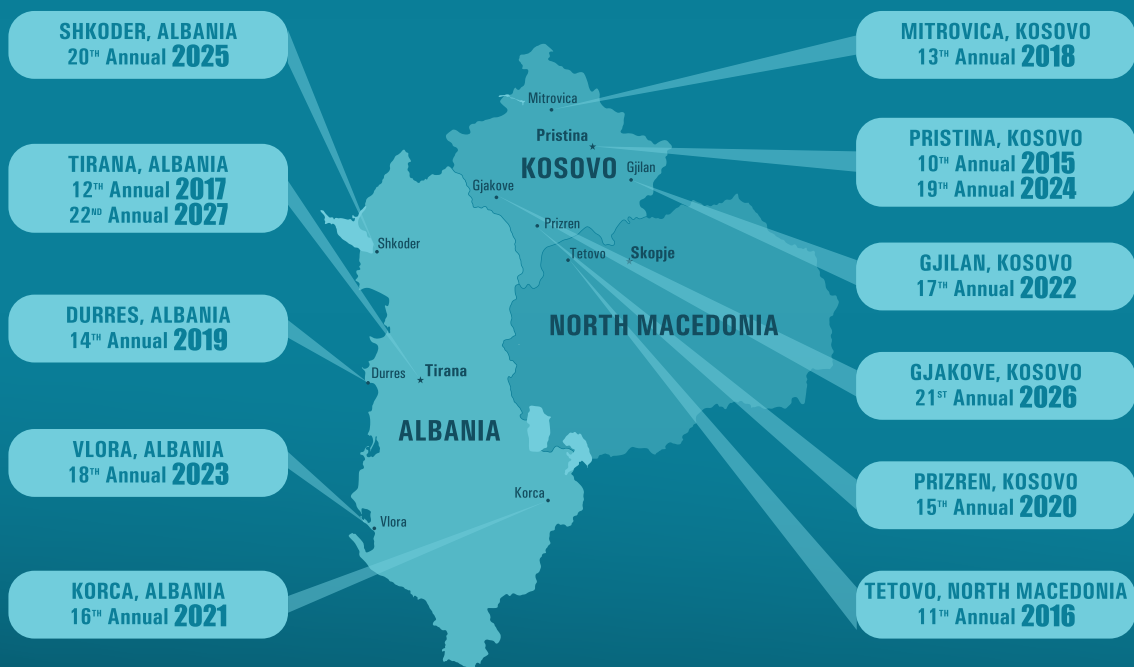 SHKODER, ALBANIA
20TH Annual 2025
TIRANA, ALBANIA
12TH Annual 2017
22ND Annual 2027
DURRES, ALBANIA
14TH Annual 2019
VLORA, ALBANIA
18TH Annual 2023
KORCA, ALBANIA
16TH Annual 2021
Mitrovica
Pristina
KOSOVO
Gjilan
Gjakove
Prizren
Shkoder
Tetovo
Skopje
NORTH MACEDONIA
Durres
Tirana
ALBANIA
Korca
Vlora
MITROVICA, KOSOVO
13TH Annual 2018
PRISTINA, KOSOVO
10TH Annual 2015
19TH Annual 2024
GJILAN, KOSOVO
17TH Annual 2022
GJAKOVE, KOSOVO
21ST Annual 2026
PRIZREN, KOSOVO
15TH Annual 2020
TETOVO, NORTH MACEDONIA
11TH Annual 2016